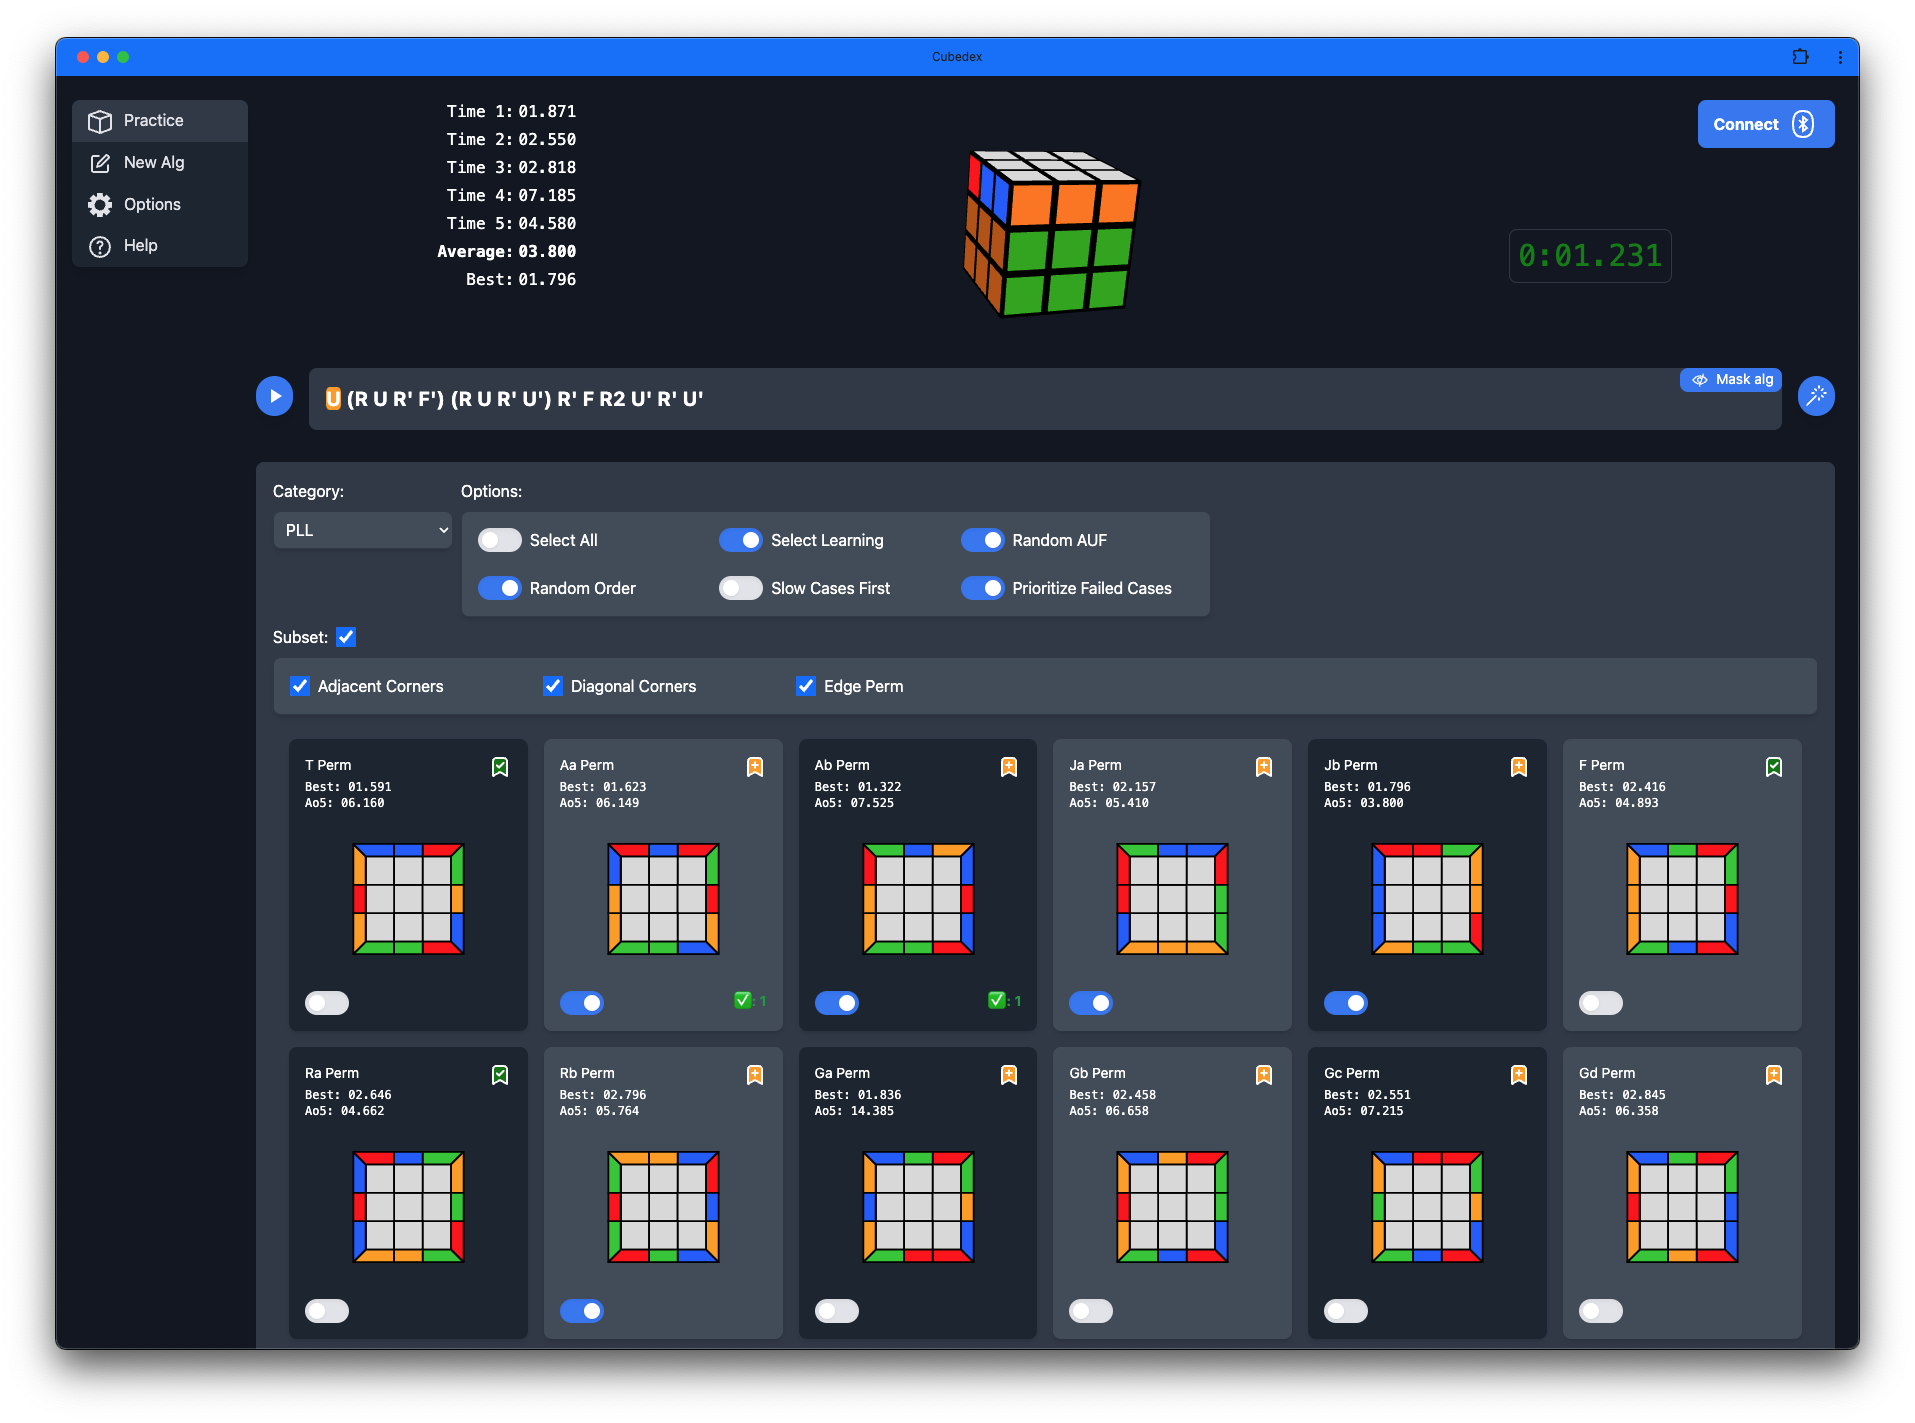 Cubedex
Practice
New Alg
Options
Help
Time 1: 01.871
Time 2: 02.550
Time 3: 02.818
Time 4: 07.185
Time 5: 04.580
Average: 03.800
Best: 01.796
Connect
0:01.231
Mask alg
U (R U R' F') (R U R' U') R' F R2 U' R' U'
Category:
PLL
Options:
Select All
Select Learning
Random AUF
Random Order
Slow Cases First
Prioritize Failed Cases
Subset:
Adjacent Corners
Diagonal Corners
Edge Perm
T Perm
Best: 01.591
Ao5: 06.160
Aa Perm
Best: 01.623
Ao5: 06.149
✅: 1
Ab Perm
Best: 01.322
Ao5: 07.525
✅: 1
Ja Perm
Best: 02.157
Ao5: 05.410
Jb Perm
Best: 01.796
Ao5: 03.800
F Perm
Best: 02.416
Ao5: 04.893
Ra Perm
Best: 02.646
Ao5: 04.662
Rb Perm
Best: 02.796
Ao5: 05.764
Ga Perm
Best: 01.836
Ao5: 14.385
Gb Perm
Best: 02.458
Ao5: 06.658
Gc Perm
Best: 02.551
Ao5: 07.215
Gd Perm
Best: 02.845
Ao5: 06.358